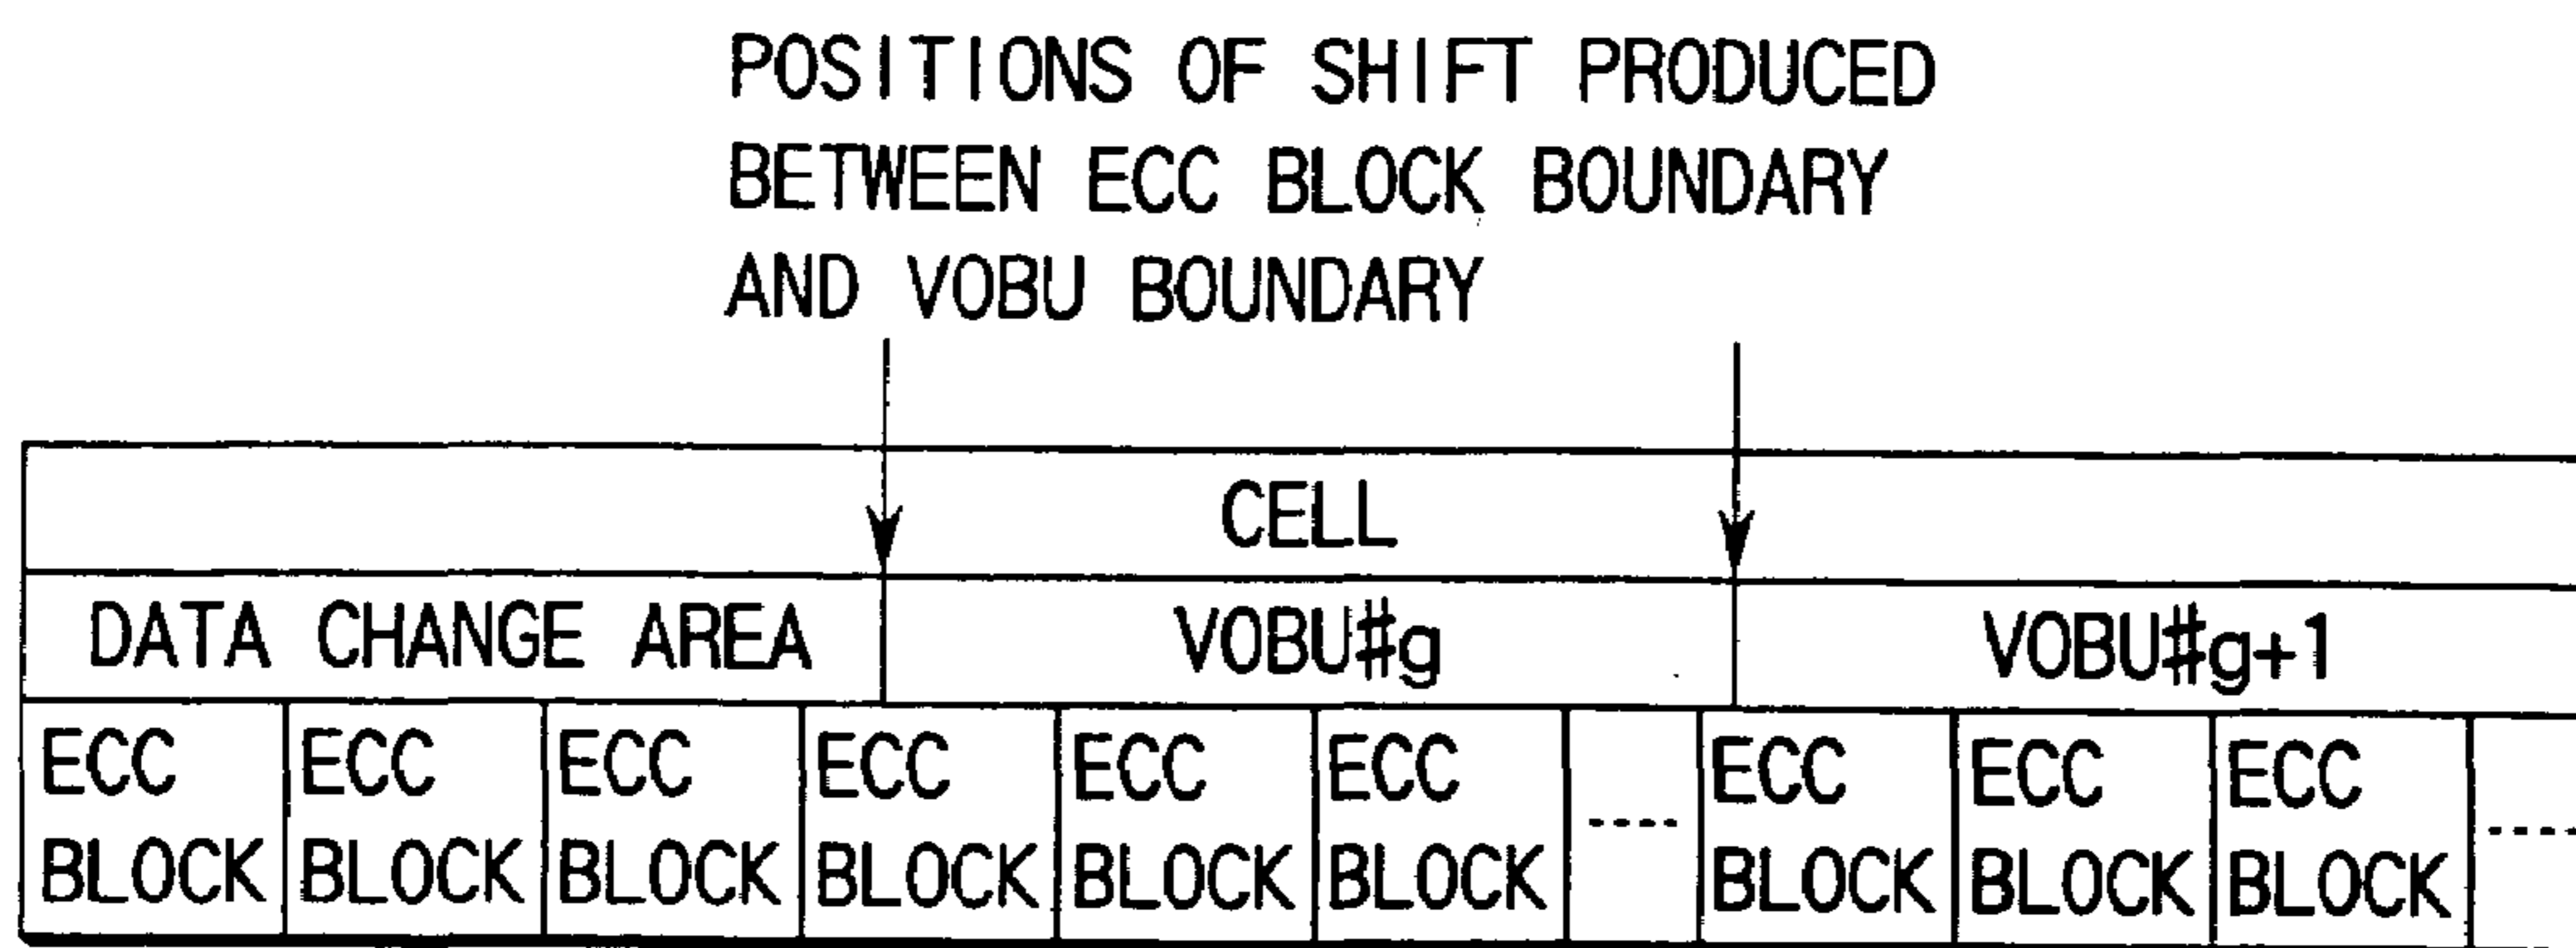 POSITIONS OF SHIFT PRODUCED
BETWEEN ECC BLOCK BOUNDARY
AND VOBU BOUNDARY
CELL
DATA CHANGE AREA VOBU#g VOBU#g+1
ECC ECC ECC ECC ECC ECC ECC ECC ECC
BLOCK BLOCK BLOCK BLOCK BLOCK BLOCK ---- BLOCK BLOCK BLOCK ----